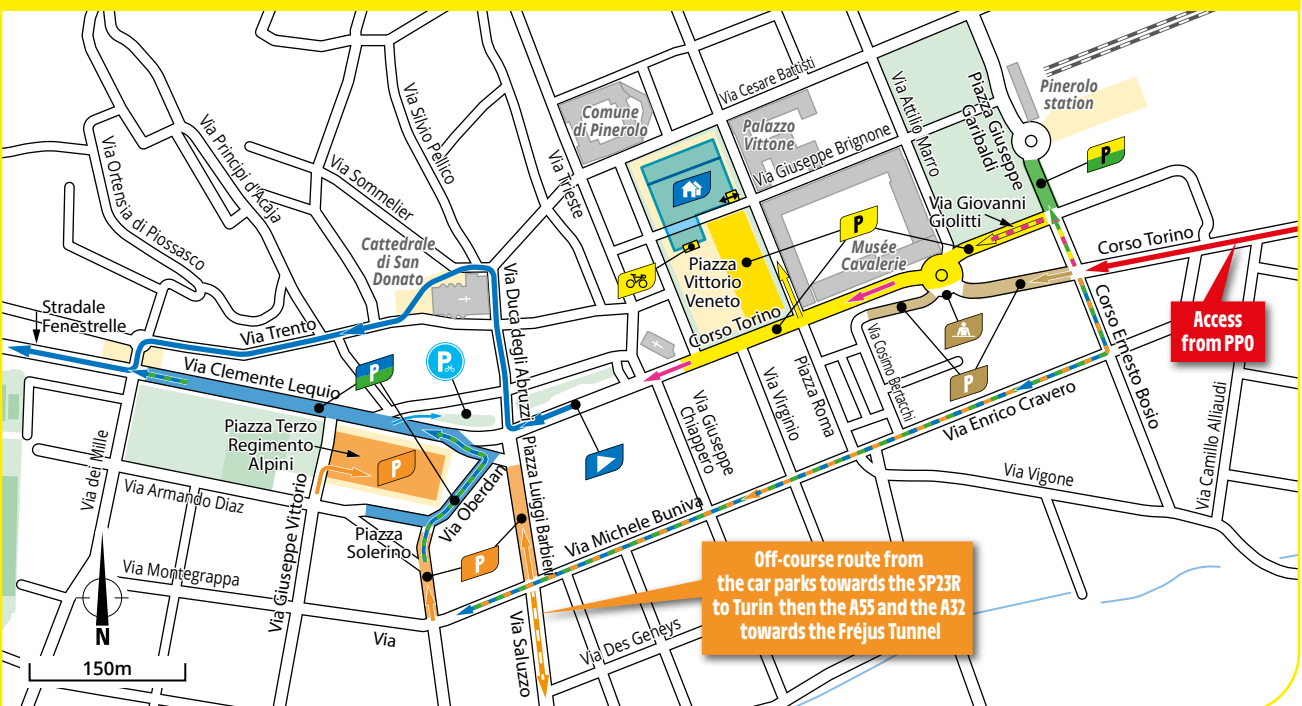 Via Cesare Battisti
Comune
di Pinerolo
Palazzo
Vittone
Via Giuseppe Brignone
Via Attilio Marro
Piazza Giuseppe
Garibaldi
Pinerolo
station
P
Via Silvio Pellico
Via Principi d'Acaja
Via Ortensia di Piossasco
Via Sommelier
Via Trieste
Via Giovanni
Giolitti
P
Musée
Cavalerie
Corso Torino
Cattedrale
di San
Donato
Piazza
Vittorio
Veneto
Corso Torino
Stradale
Fenestrelle
Via Trento
Via Duca degli Abruzzi
Access
from PPO
Corso Ernesto Bosio
Via Clemente Lequio
P
P
Via Cosimo Bertacchi
P
Piazza Roma
Via Virginio
Via Giuseppe
Chiappero
Via Enrico Cravero
Via Camillo Alliaudi
Piazza Terzo
Regimento
Alpini
P
Via dei Mille
Via Armando Diaz
Via Giuseppe Vittorio
Via Oberdan
Piazza Luiggi Barbieri
Via Vigone
Piazza
Solerino
P
Via Michele Buniva
Via Montegrappa
Off-course route from
the car parks towards the SP23R
to Turin then the A55 and the A32
towards the Fréjus Tunnel
N
Via
Via Saluzzo
Via Des Geneys
150m